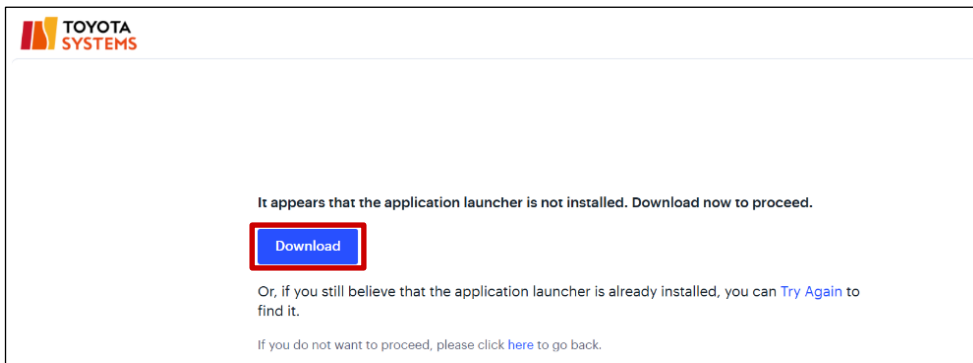 TOYOTA
SYSTEMS
It appears that the application launcher is not installed. Download now to proceed.
Download
Or, if you still believe that the application launcher is already installed, you can Try Again to
find it.
If you do not want to proceed, please click here to go back.